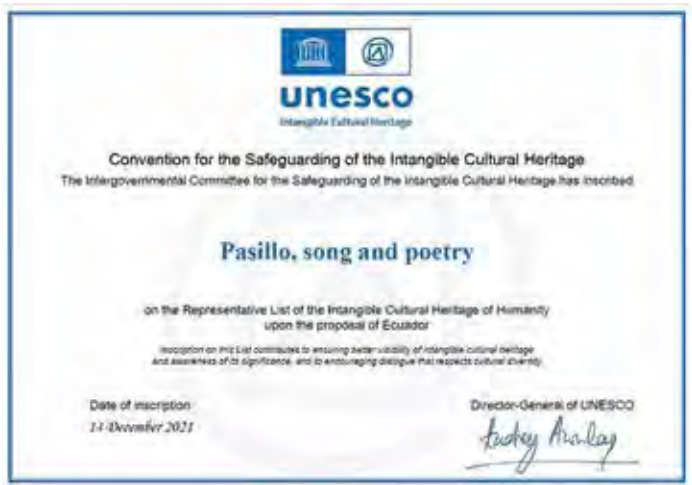 unesco
Intangible Cultural Heritage
Convention for the Safeguarding of the Intangible Cultural Heritage
The Intergovernmental Committee for the Safeguarding of the Intangible Cultural Heritage has inscribed
Pasillo, song and poetry
on the Representative List of the Intangible Cultural Heritage of Humanity
upon the proposal of Ecuador
Inscription on this List contributes to ensuring better visibility of intangible cultural heritage
and awareness of its significance, and to encouraging dialogue that respects cultural diversity
Date of inscription
14 December 2021
Director-General of UNESCO